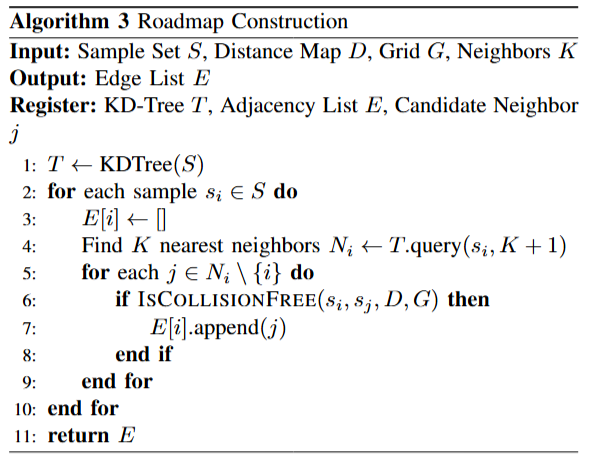 Algorithm 3 Roadmap Construction
Input: Sample Set S, Distance Map D, Grid G, Neighbors K
Output: Edge List E
Register: KD-Tree T, Adjacency List E, Candidate Neighbor
j
1: T ← KDTree(S)
2: for each sample s_i ∈ S do
3: E[i] ← []
4: Find K nearest neighbors N_i ← T.query(s_i, K + 1)
5: for each j ∈ N_i \ {i} do
6: if ISCOLLISIONFREE(s_i, s_j, D, G) then
7: E[i].append(j)
8: end if
9: end for
10: end for
11: return E